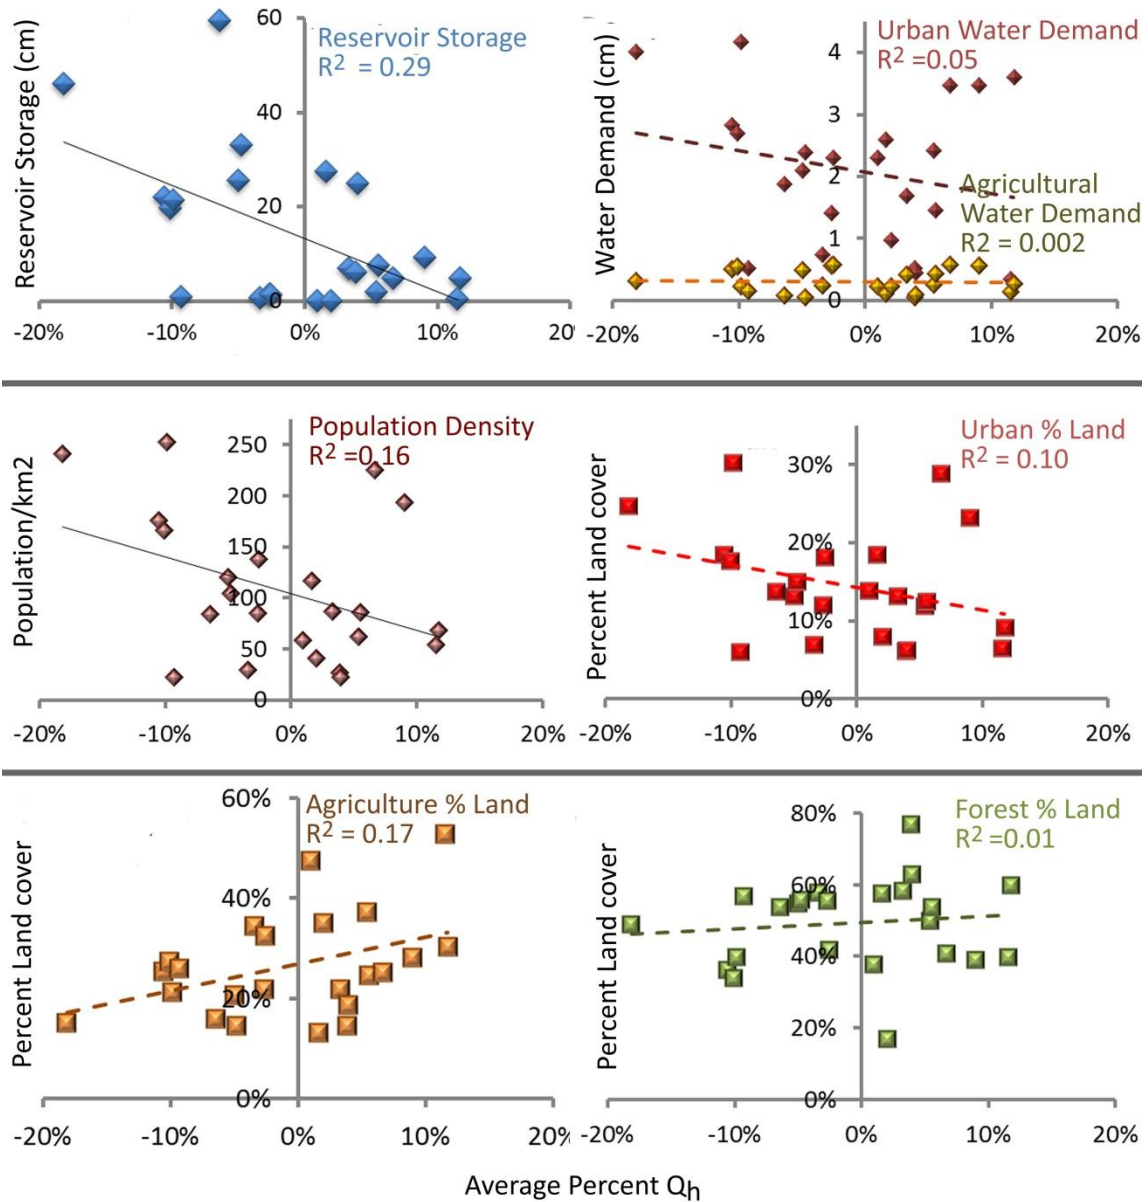 Reservoir Storage (cm)
60
40
20
0
-20%
-10%
0%
10%
20
Reservoir Storage
R2 = 0.29
Water Demand (cm)
4
3
2
1
0
-20%
-10%
0%
10%
20%
Urban Water Demand
R2 =0.05
Agricultural
Water Demand
R2 = 0.002
Population/km2
250
200
150
100
50
0
-20%
-10%
0%
10%
20%
Population Density
R2 =0.16
Percent Land cover
30%
20%
10%
0%
-20%
-10%
0%
10%
20%
Urban % Land
R2 = 0.10
Percent Land cover
60%
40%
20%
0%
-20%
-10%
0%
10%
20%
Agriculture % Land
R2 = 0.17
Percent Land cover
80%
60%
40%
20%
0%
-20%
-10%
0%
10%
20%
Forest % Land
R2 =0.01
Average Percent Qh